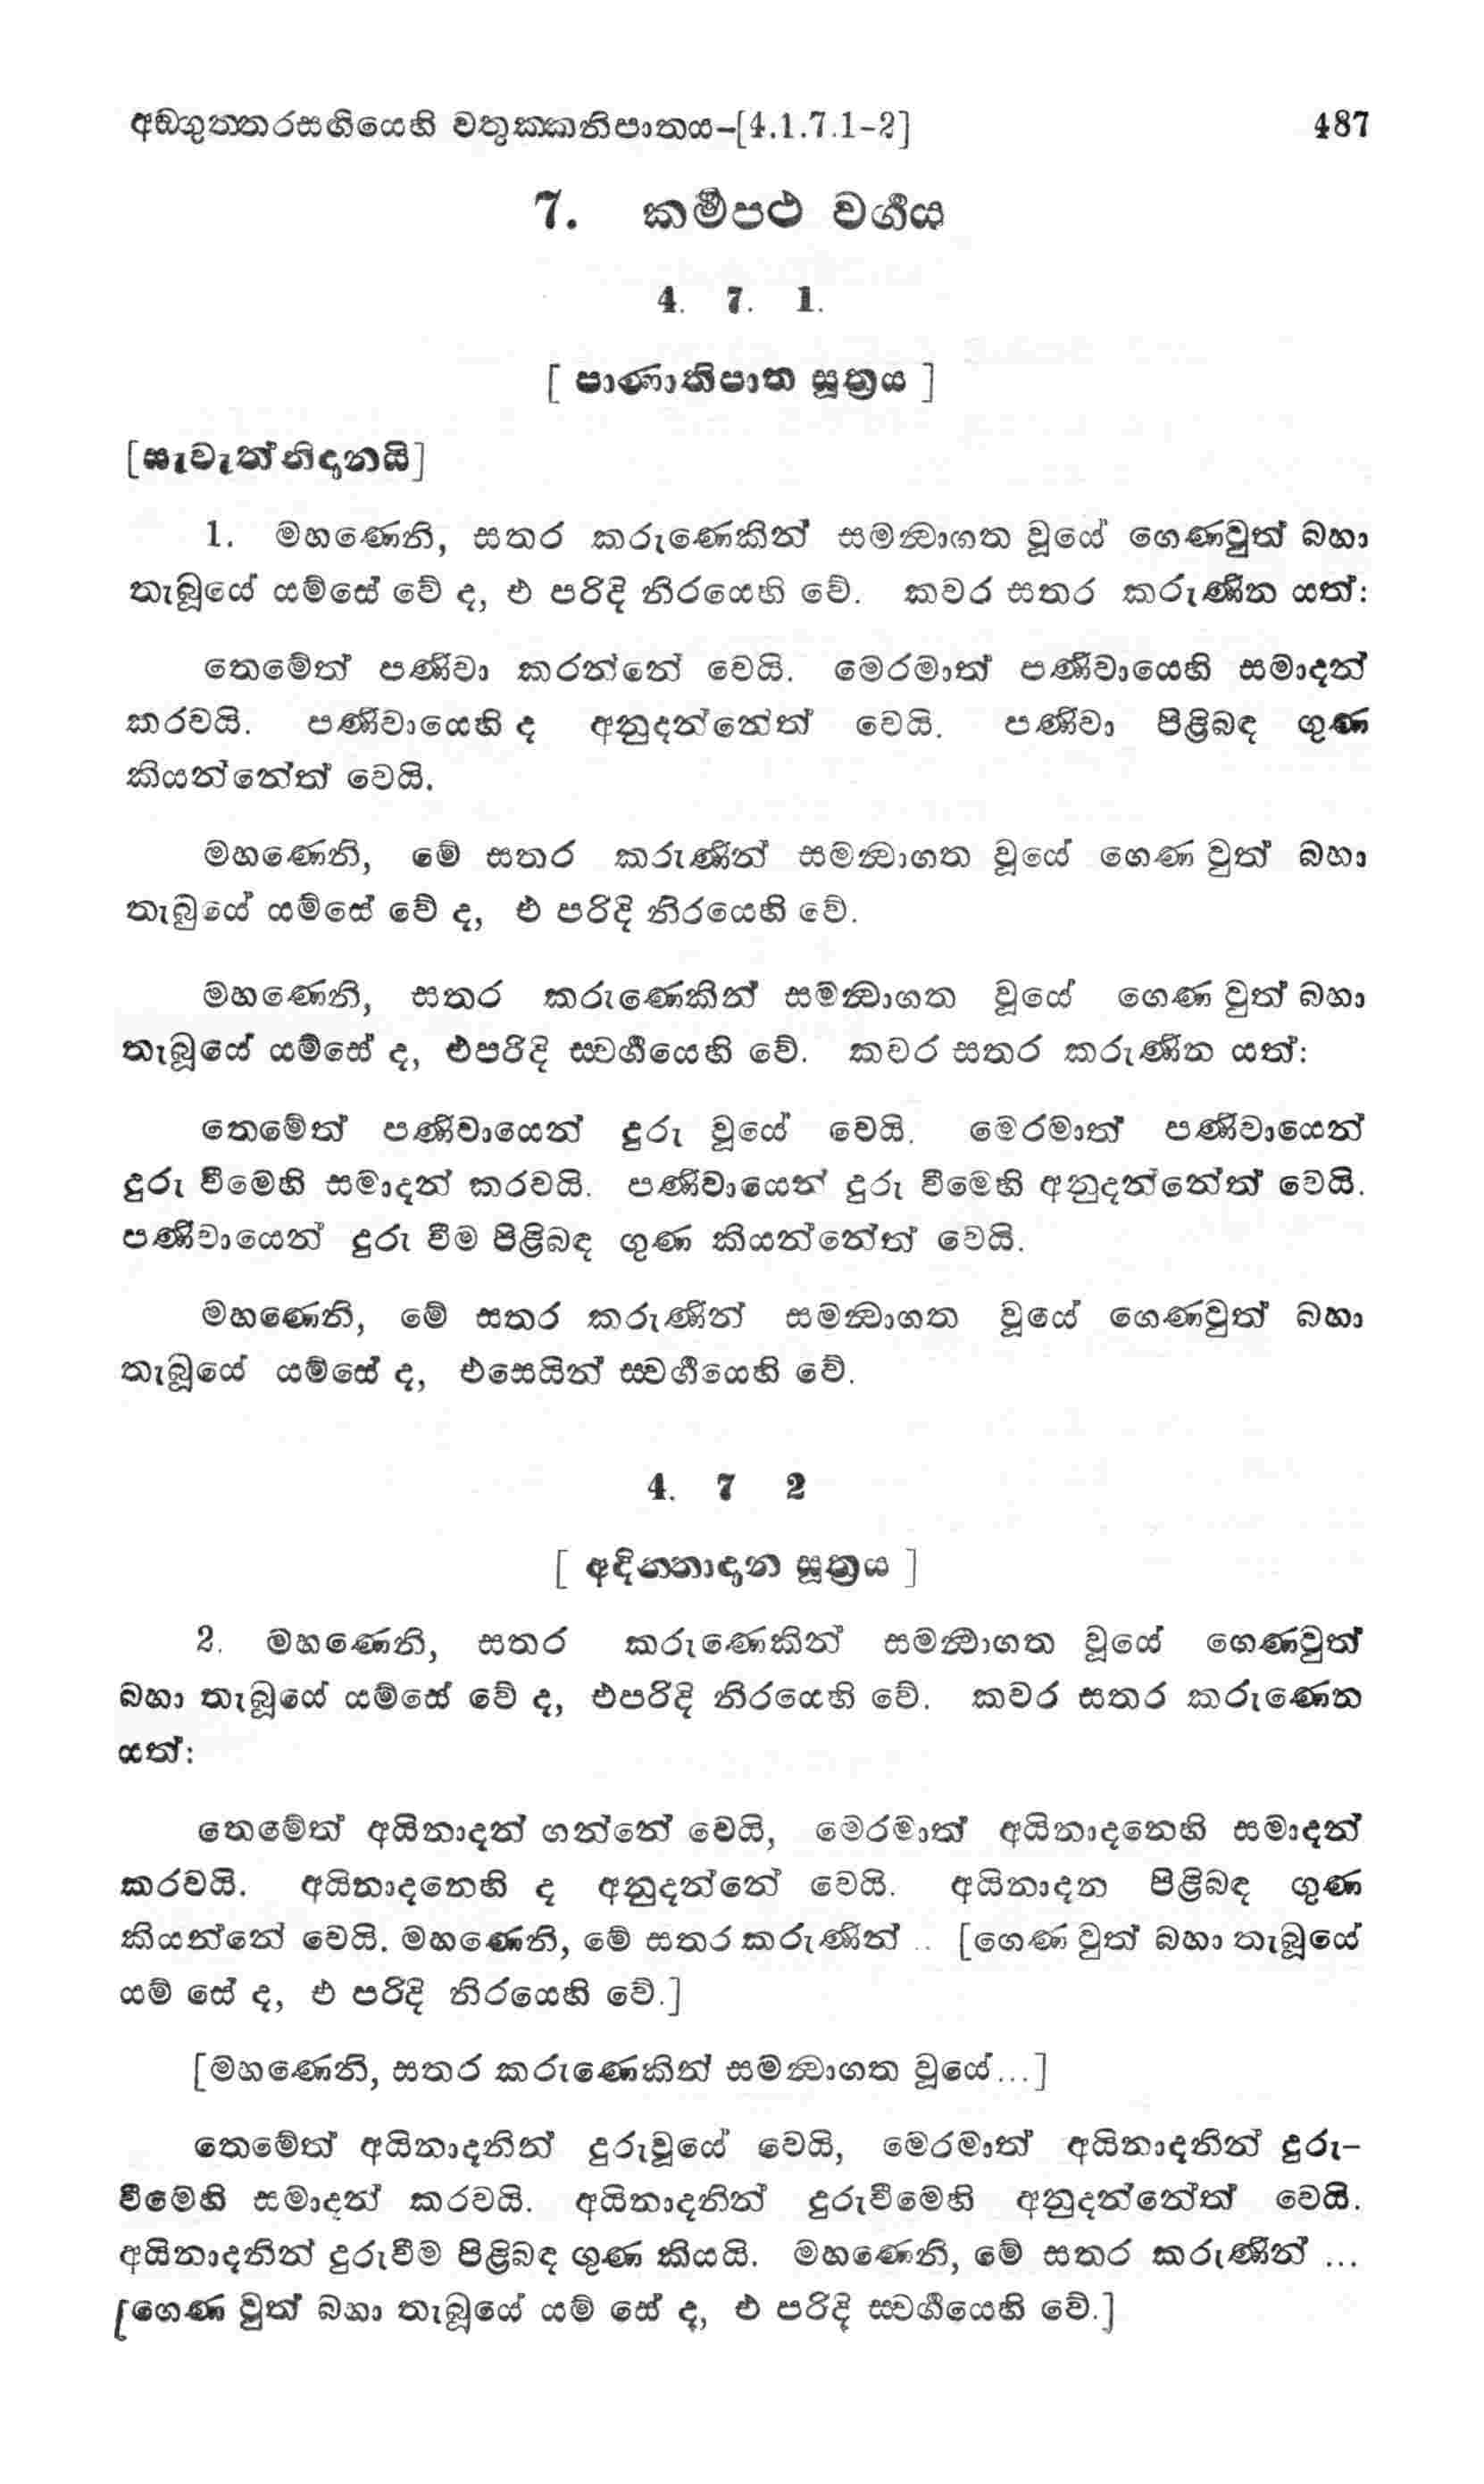 අඞ්ගුත්තරසඟියෙහි චතුක්කනිපාතය-[4.1.7.1-2] 487
7. කර්‍මපථ වර්‍ගය
4. 7. 1.
[ පාණාතිපාත සූත්‍රය ]
[සැවැත්නිදානයි]
1. මහණෙනි, සතර කරුණෙකින් සමන්‍වාගත වූයේ ගෙණවුත් බහා
තැබූයේ යම්සේ වේ ද, එ පරිදි නිරයෙහි වේ. කවර සතර කරුණින යත්:
තෙමේත් පණිවා කරන්නේ වෙයි. මෙරමාත් පණිවායෙහි සමාදන්
කරවයි. පණිවායෙහි ද අනුදන්නේත් වෙයි. පණිවා පිළිබඳ ගුණ
කියන්නේත් වෙයි.
මහණෙනි, මේ සතර කරුණින් සමන්‍වාගත වූයේ ගෙණ වුත් බහා
තැබුයේ යම්සේ වේ ද, එ පරිදි නිරයෙහි වේ.
මහණෙනි, සතර කරුණෙකින් සමන්‍වාගත වූයේ ගෙණ වුත් බහා
තැබූයේ යම්සේ ද, එපරිදි ස්වර්‍ගයෙහි වේ. කවර සතර කරුණින යත්:
තෙමේත් පණිවායෙන් දුරු වූයේ වෙයි. මෙරමාත් පණිවායෙන්
දුරු වීමෙහි සමාදන් කරවයි. පණිවායෙන් දුරු වීමෙහි අනුදන්නේත් වෙයි.
පණිවායෙන් දුරු වීම පිළිබඳ ගුණ කියන්නේත් වෙයි.
මහණෙනි, මේ සතර කරුණින් සමන්‍වාගත වූයේ ගෙණවුත් බහා
තැබූයේ යම්සේ ද, එසෙයින් ස්වර්‍ගයෙහි වේ.
4. 7 2
[ අදින්නාදාන සූත්‍රය ]
2. මහණෙනි, සතර කරුණෙකින් සමන්‍වාගත වූයේ ගෙණවුත්
බහා තැබූයේ යම්සේ වේ ද, එපරිදි නිරයෙහි වේ. කවර සතර කරුණෙන
යත්:
තෙමේත් අයිනාදන් ගන්නේ වෙයි, මෙරමාත් අයිනාදනෙහි සමාදන්
කරවයි. අයිනාදනෙහි ද අනුදන්නේ වෙයි. අයිනාදන පිළිබඳ ගුණ
කියන්නේ වෙයි. මහණෙනි, මේ සතර කරුණින් .. [ගෙණ වුත් බහා තැබූයේ
යම් සේ ද, එ පරිදි නිරයෙහි වේ.]
[මහණෙනි, සතර කරුණෙකින් සමන්‍වාගත වූයේ...]
තෙමේත් අයිනාදනින් දුරුවූයේ වෙයි, මෙරමාත් අයිනාදනින් දුරු-
වීමෙහි සමාදන් කරවයි. අයිනාදනින් දුරුවීමෙහි අනුදන්නේත් වෙයි.
අයිනාදනින් දුරුවීම පිළිබඳ ගුණ කියයි. මහණෙනි, මේ සතර කරුණින් ...
[ගෙණ වුත් බහා තැබූයේ යම් සේ ද, එ පරිදි ස්වර්‍ගයෙහි වේ.]